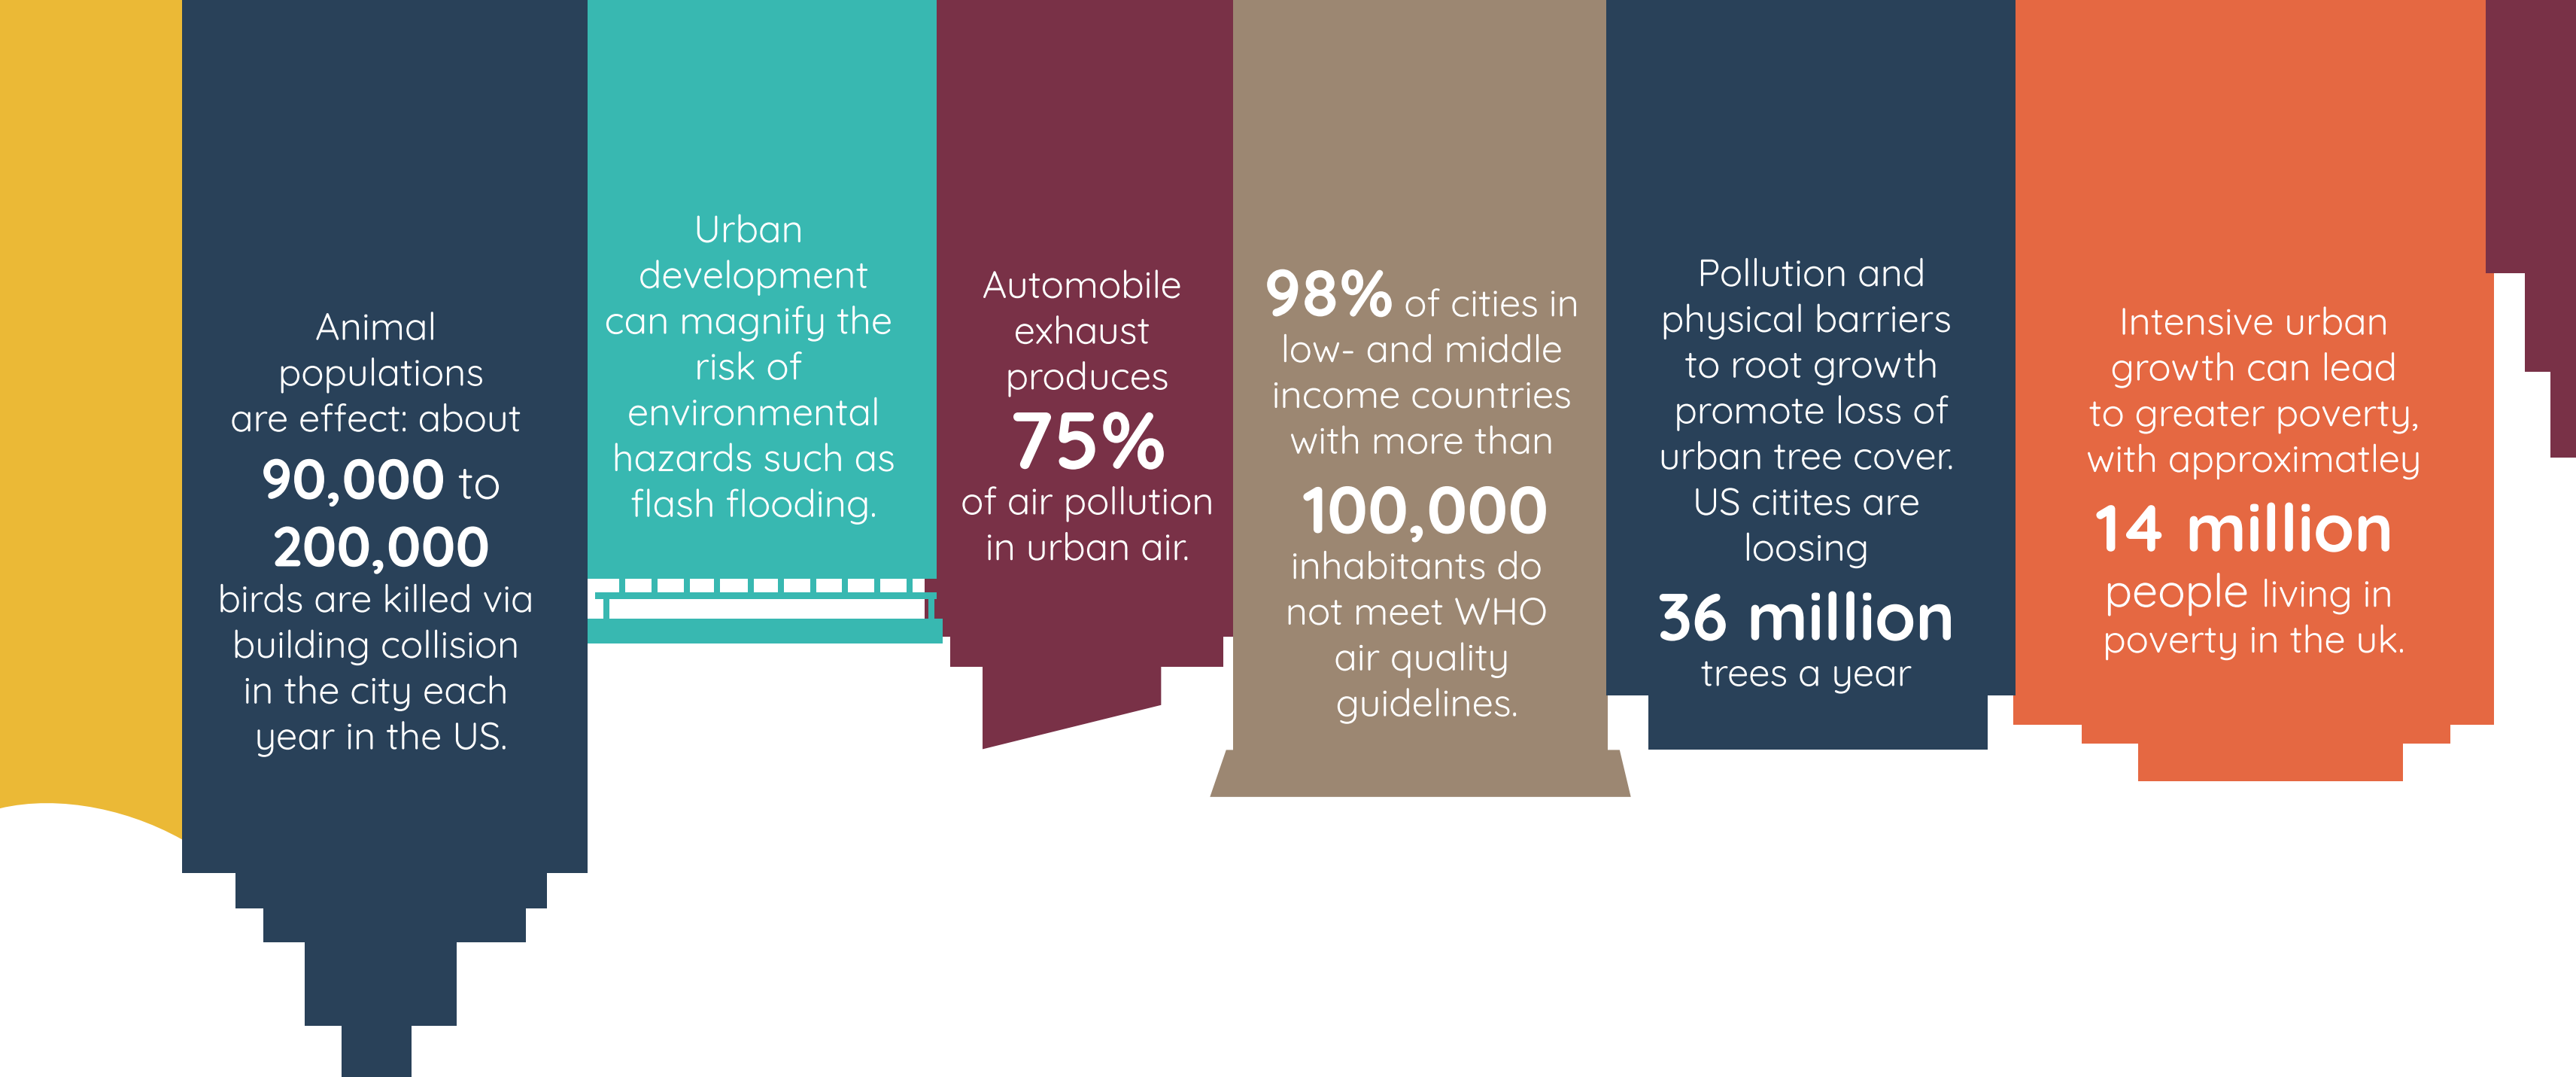 Animal
populations
are effect: about
90,000 to
200,000
birds are killed via
building collision
in the city each
year in the US.
Urban
development
can magnify the
risk of
environmental
hazards such as
flash flooding.
Automobile
exhaust
produces
75%
of air pollution
in urban air.
98% of cities in
low- and middle
income countries
with more than
100,000
inhabitants do
not meet WHO
air quality
guidelines.
Pollution and
physical barriers
to root growth
promote loss of
urban tree cover.
US citites are
loosing
36 million
trees a year
Intensive urban
growth can lead
to greater poverty,
with approximatley
14 million
people living in
poverty in the uk.